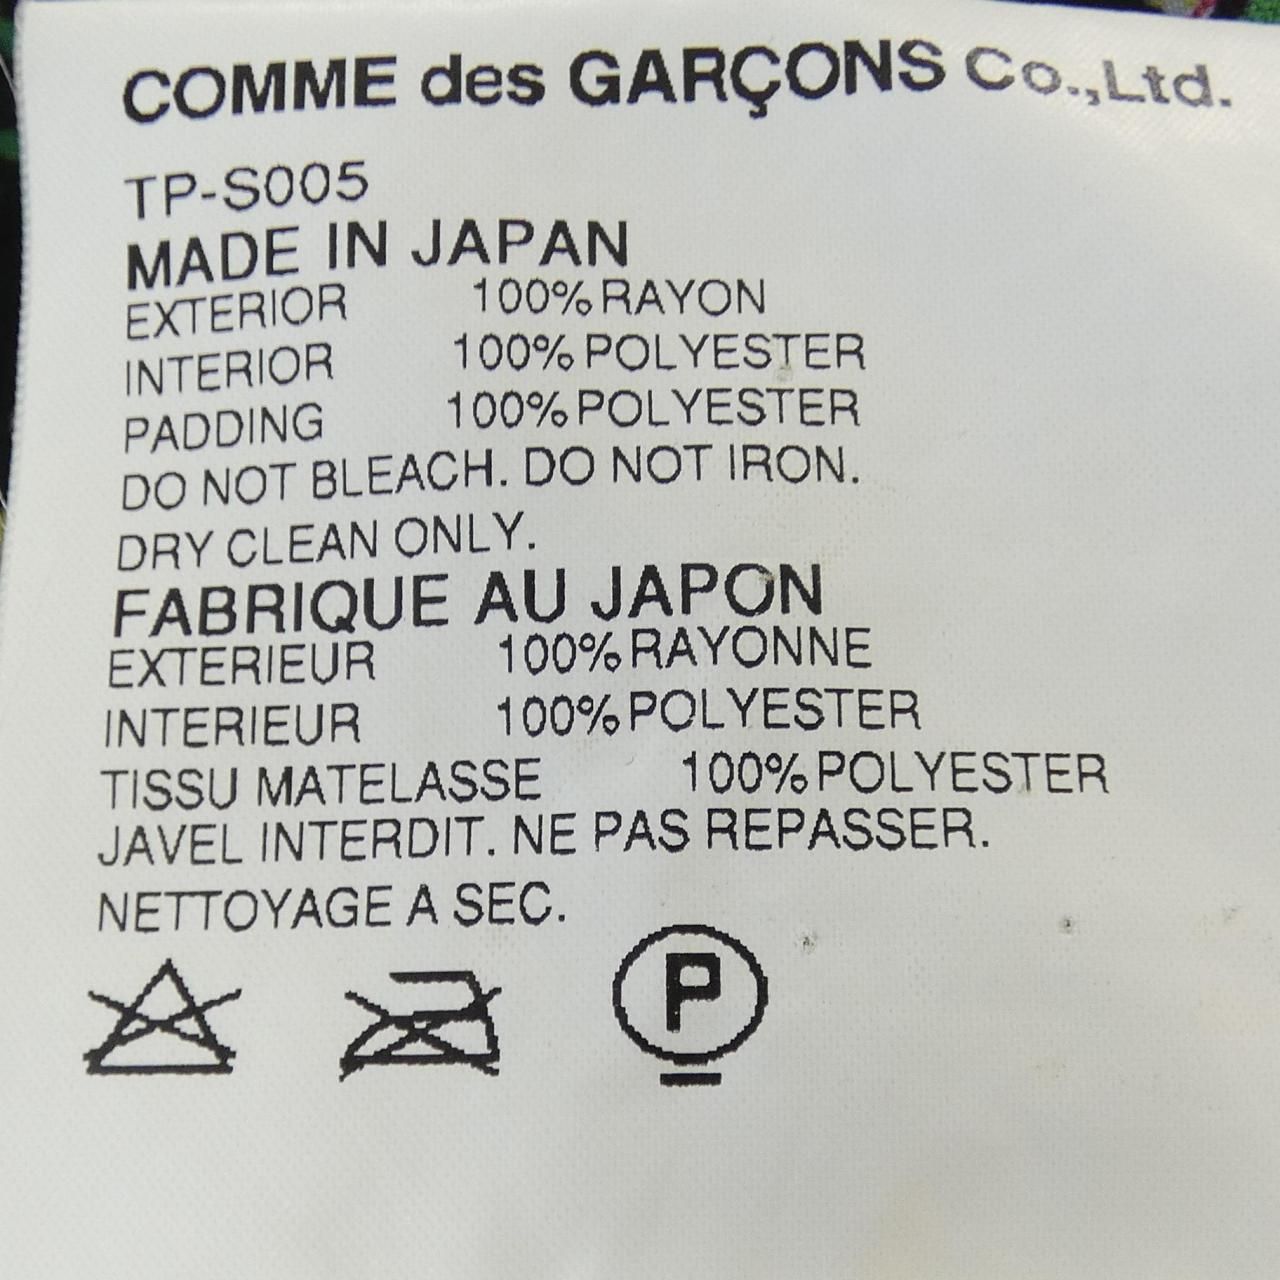 COMME des GARÇONS Co.,Ltd.
TP-S005
MADE IN JAPAN
EXTERIOR 100% RAYON
INTERIOR 100% POLYESTER
PADDING 100% POLYESTER
DO NOT BLEACH. DO NOT IRON.
DRY CLEAN ONLY.
FABRIQUE AU JAPON
EXTERIEUR 100% RAYONNE
INTERIEUR 100% POLYESTER
TISSU MATELASSE 100% POLYESTER
JAVEL INTERDIT. NE PAS REPASSER.
NETTOYAGE A SEC.
P